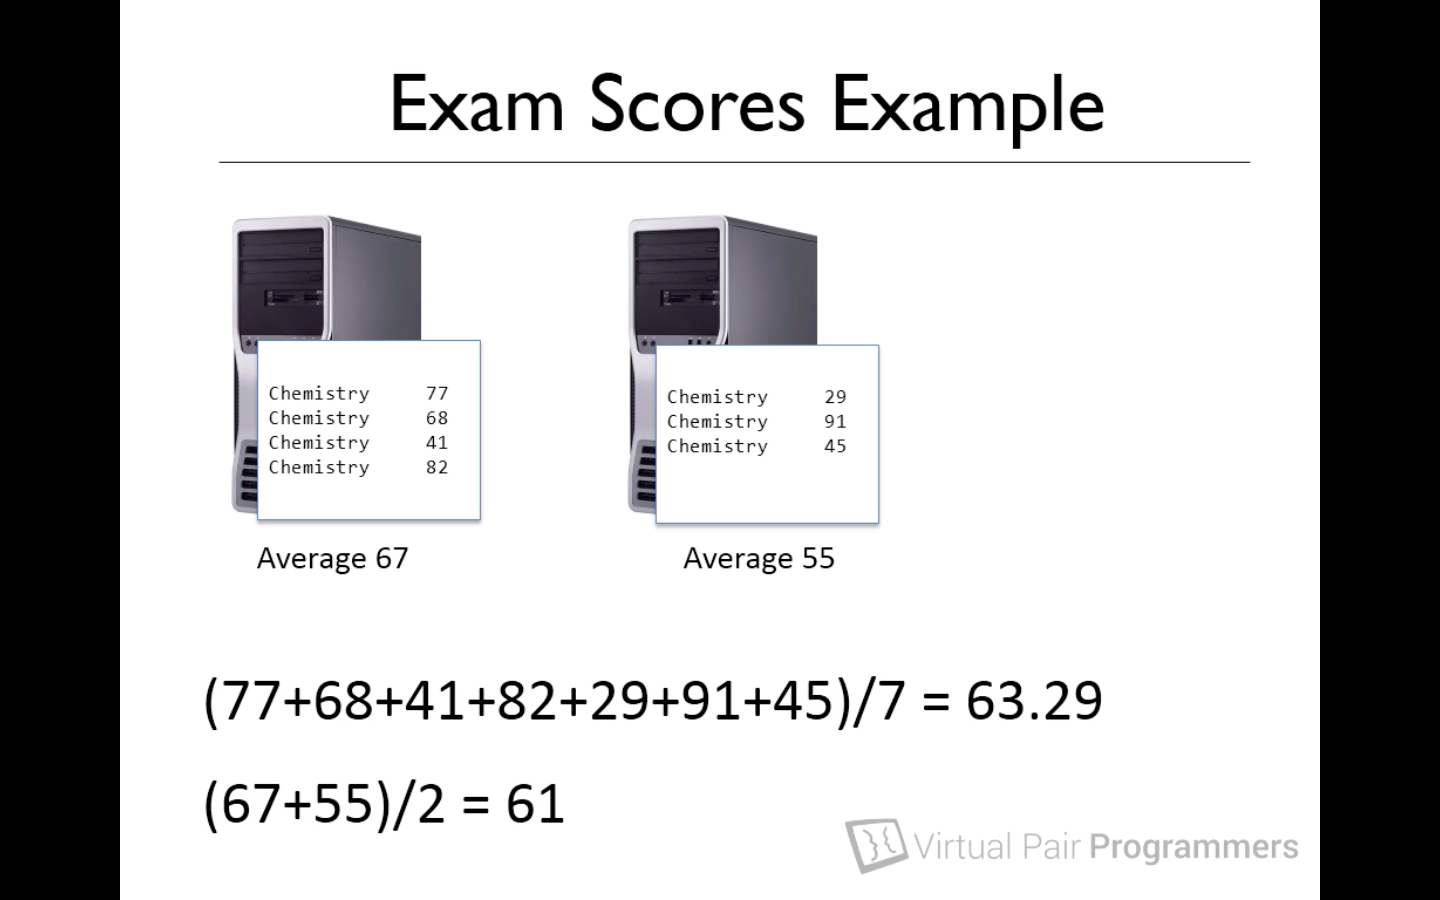 Exam Scores Example
Chemistry 77
Chemistry 68
Chemistry 41
Chemistry 82
Average 67
Chemistry 29
Chemistry 91
Chemistry 45
Average 55
(77+68+41+82+29+91+45)/7 = 63.29
(67+55)/2 = 61
Virtual Pair Programmers